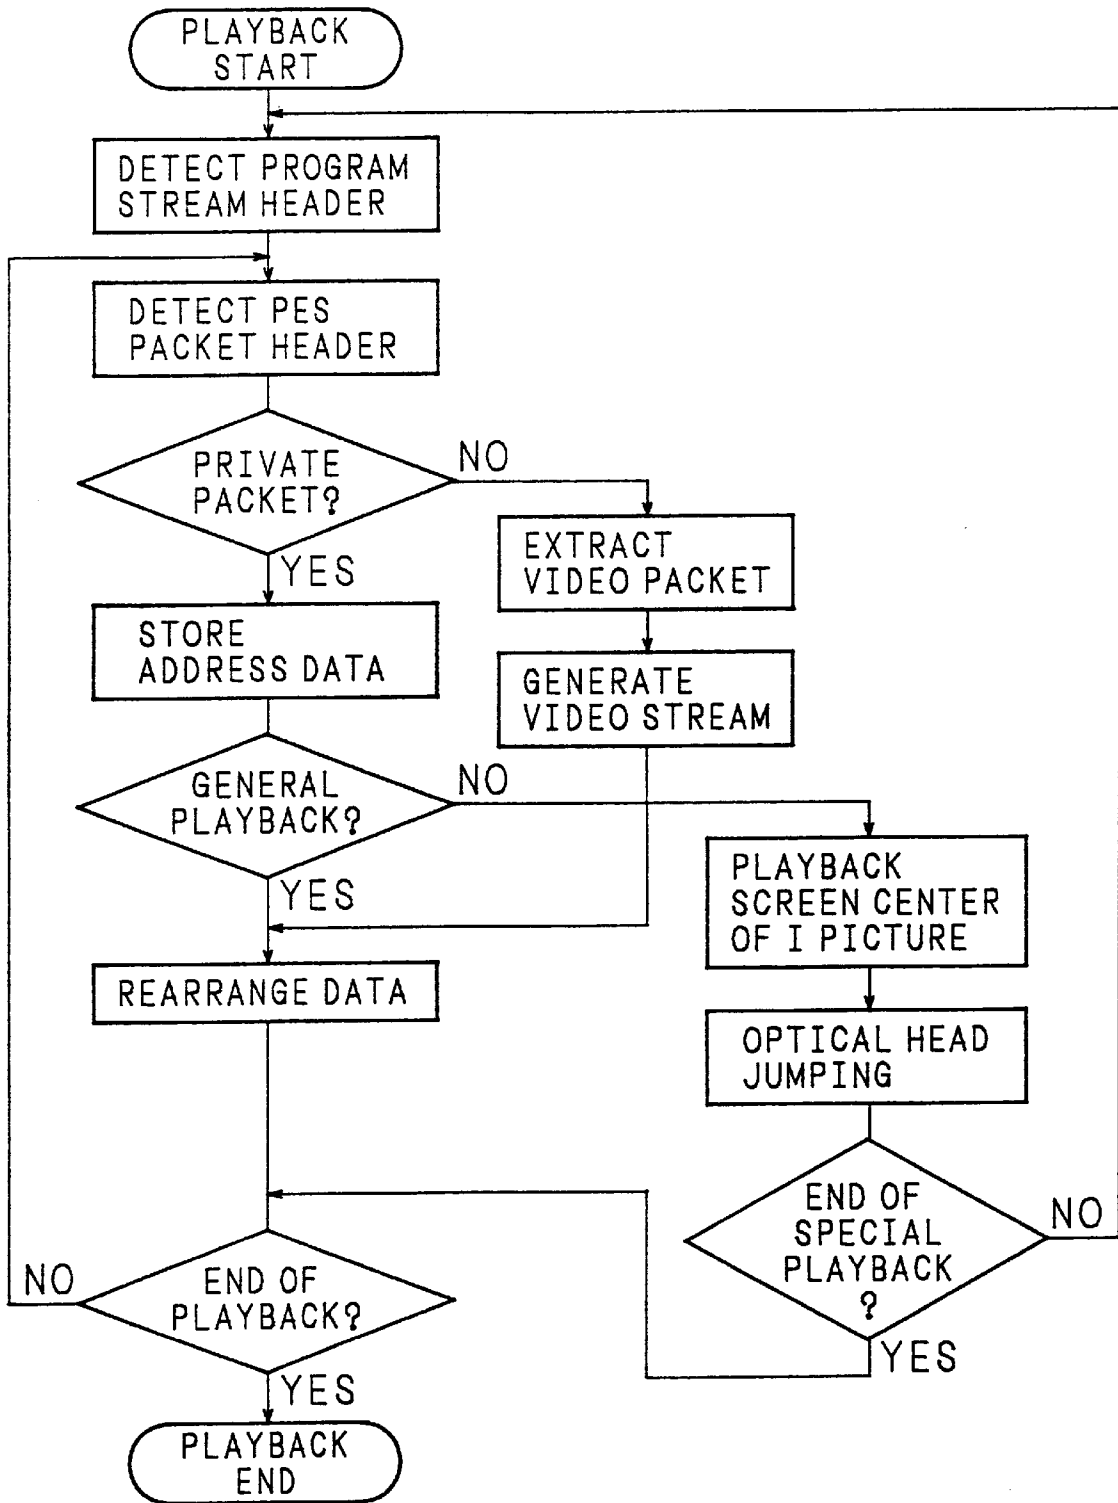 PLAYBACK
START
DETECT PROGRAM
STREAM HEADER
DETECT PES
PACKET HEADER
PRIVATE
PACKET?
NO
YES
EXTRACT
VIDEO PACKET
STORE
ADDRESS DATA
GENERATE
VIDEO STREAM
GENERAL
PLAYBACK?
NO
YES
PLAYBACK
SCREEN CENTER
OF I PICTURE
REARRANGE DATA
OPTICAL HEAD
JUMPING
END OF
SPECIAL
PLAYBACK
?
NO
YES
END OF
PLAYBACK?
NO
YES
PLAYBACK
END